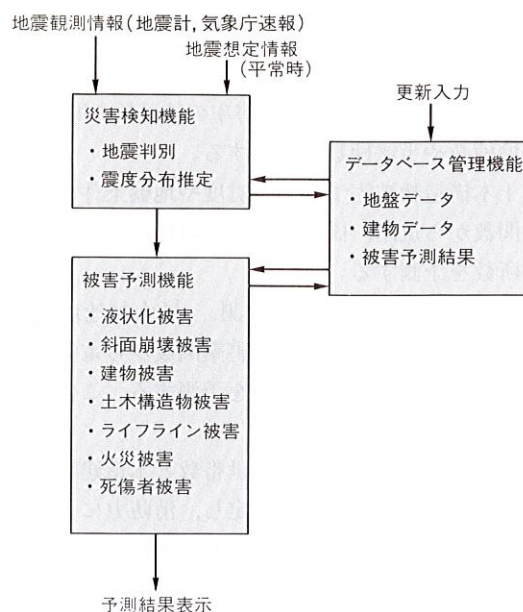 地震観測情報(地震計,気象庁速報)
地震想定情報
(平常時)
災害検知機能
・地震判別
・震度分布推定
更新入力
データベース管理機能
・地盤データ
・建物データ
・被害予測結果
被害予測機能
・液状化被害
・斜面崩壊被害
・建物被害
・土木構造物被害
・ライフライン被害
・火災被害
・死傷者被害
予測結果表示